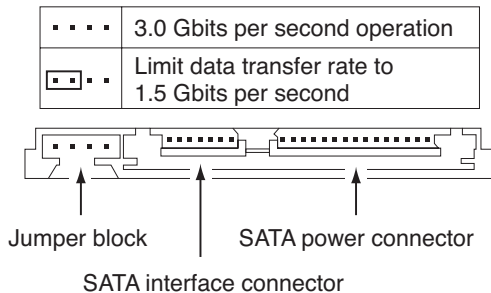 3.0 Gbits per second operation
Limit data transfer rate to
1.5 Gbits per second
Jumper block
SATA power connector
SATA interface connector